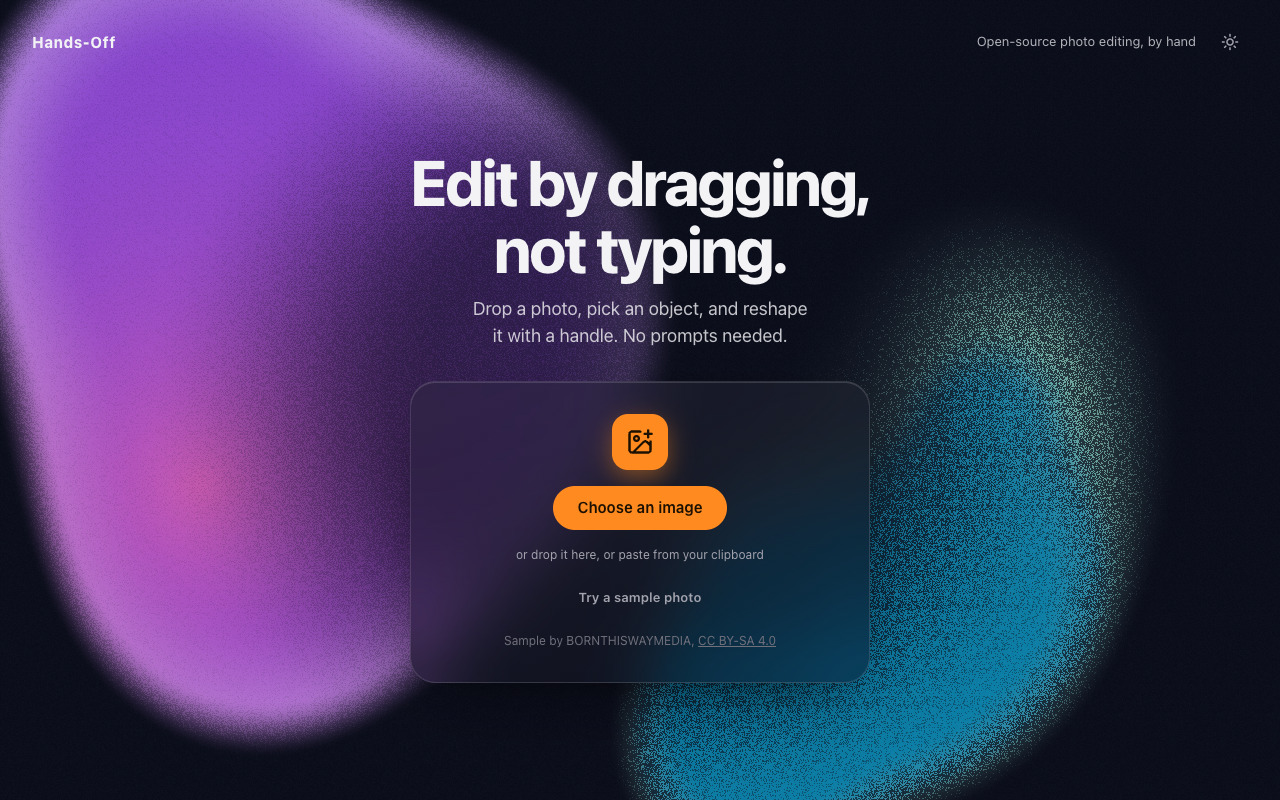 Hands-Off
Open-source photo editing, by hand
Edit by dragging,
not typing.
Drop a photo, pick an object, and reshape
it with a handle. No prompts needed.
Choose an image
or drop it here, or paste from your clipboard
Try a sample photo
Sample by BORNTHISWAYMEDIA, CC BY-SA 4.0